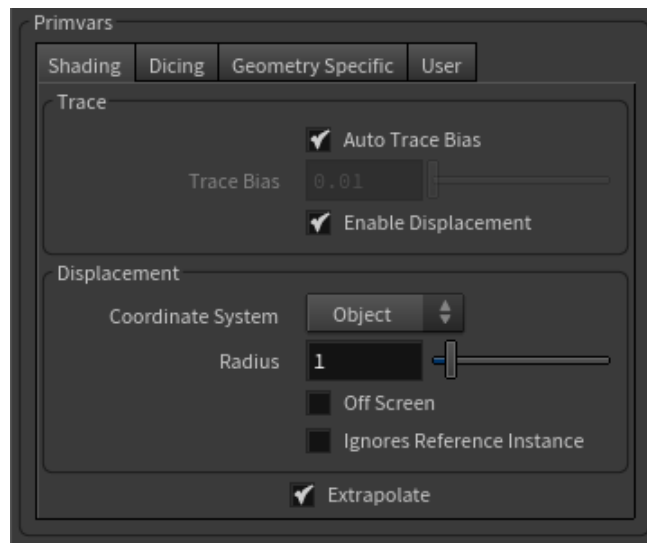 Primvars
Shading Dicing Geometry Specific User
Trace
Auto Trace Bias
Trace Bias 0.01
Enable Displacement
Displacement
Coordinate System Object
Radius 1
Off Screen
Ignores Reference Instance
Extrapolate